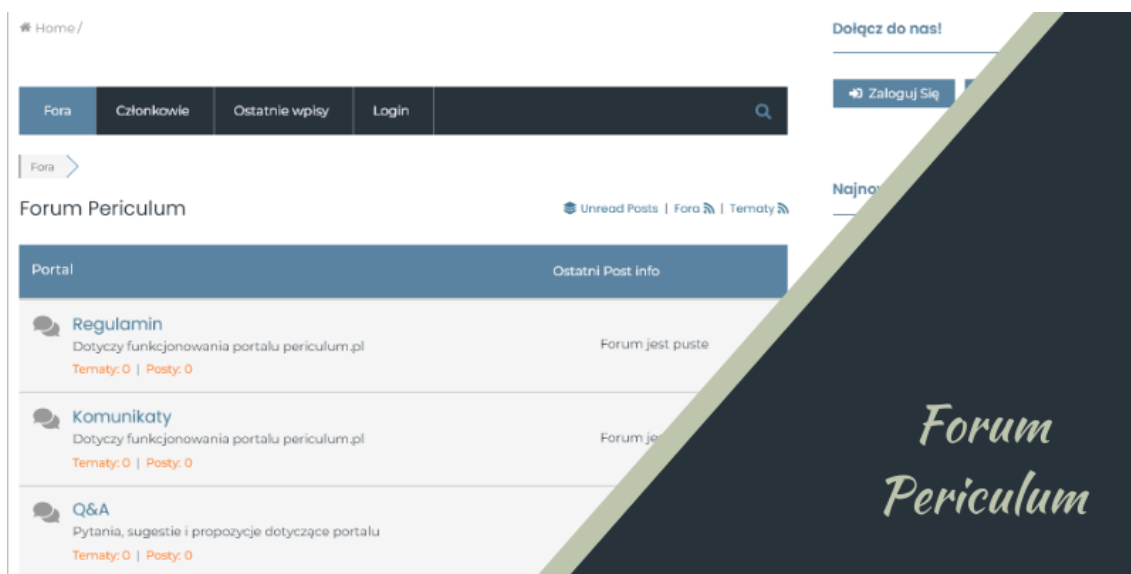 Home /
Dołącz do nas!
Zaloguj Się
Fora Członkowie Ostatnie wpisy Login
Fora
Forum Periculum
Unread Posts | Fora | Tematy
Portal Ostatni Post info
Regulamin
Dotyczy funkcjonowania portalu periculum.pl
Tematy: 0 | Posty: 0
Forum jest puste
Komunikaty
Dotyczy funkcjonowania portalu periculum.pl
Tematy: 0 | Posty: 0
Forum
Q&A
Pytania, sugestie i propozycje dotyczące portalu
Tematy: 0 | Posty: 0
Forum
Periculum